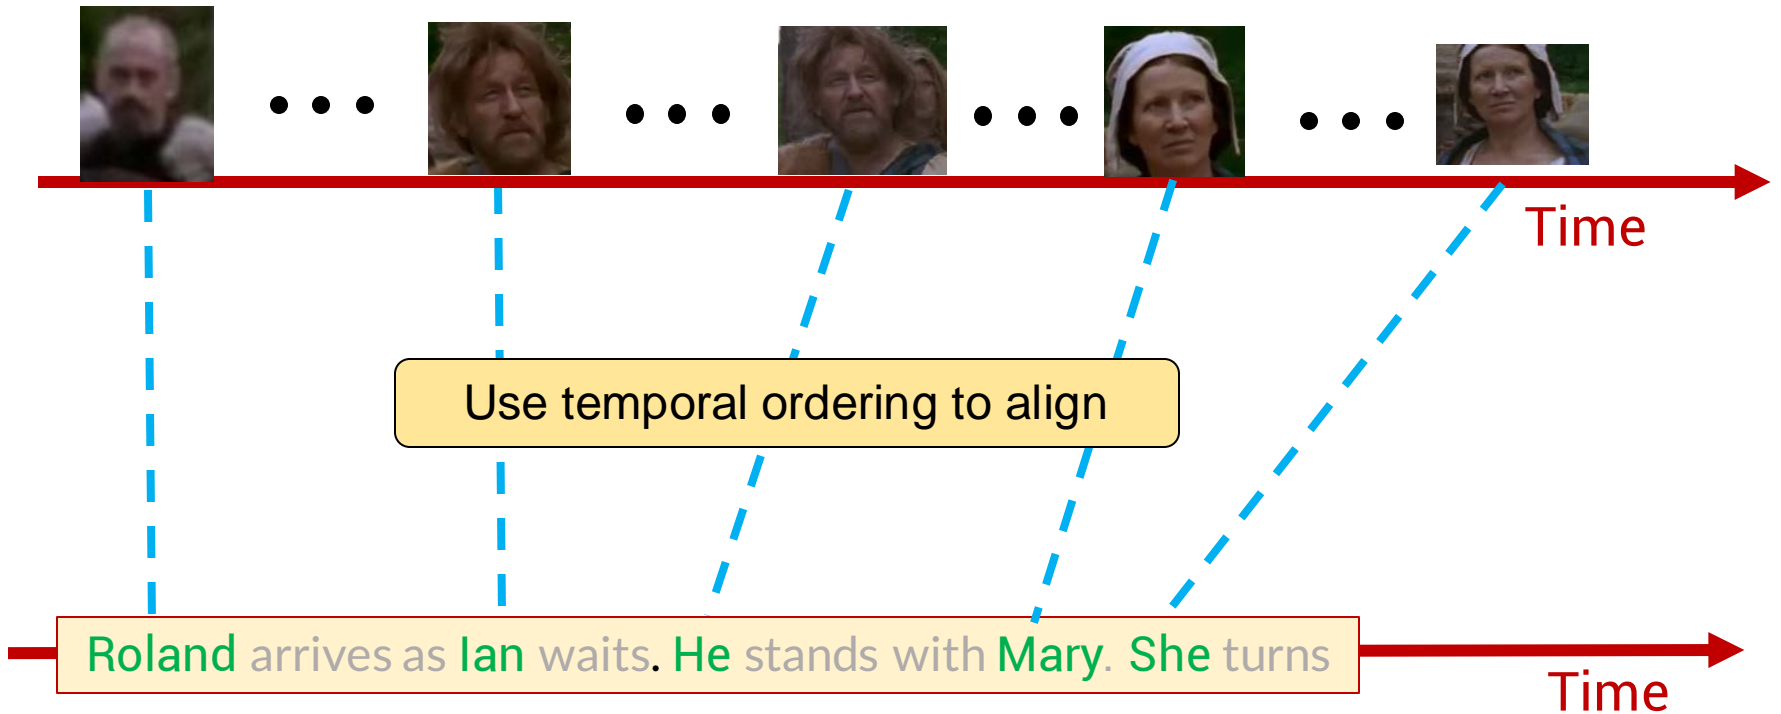 Time
Use temporal ordering to align
Roland arrives as Ian waits. He stands with Mary. She turns
Time